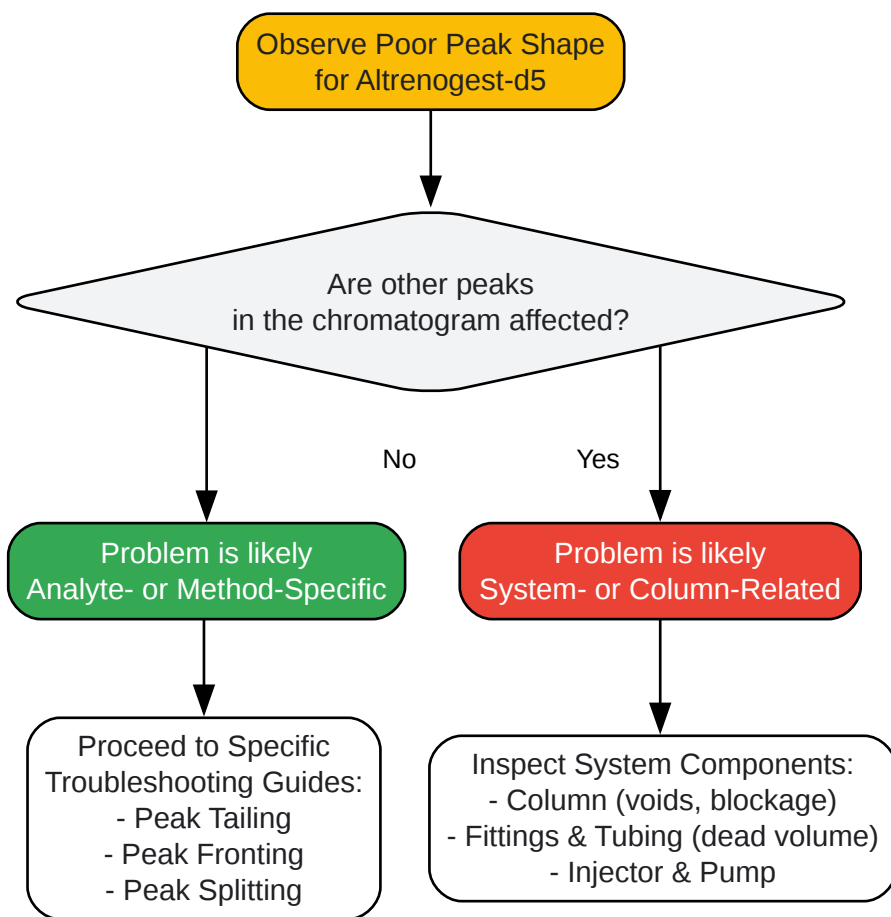 Observe Poor Peak Shape
for Altrenogest-d5
Are other peaks
in the chromatogram affected?
No
Yes
Problem is likely
Analyte- or Method-Specific
Problem is likely
System- or Column-Related
Proceed to Specific
Troubleshooting Guides:
- Peak Tailing
- Peak Fronting
- Peak Splitting
Inspect System Components:
- Column (voids, blockage)
- Fittings & Tubing (dead volume)
- Injector & Pump